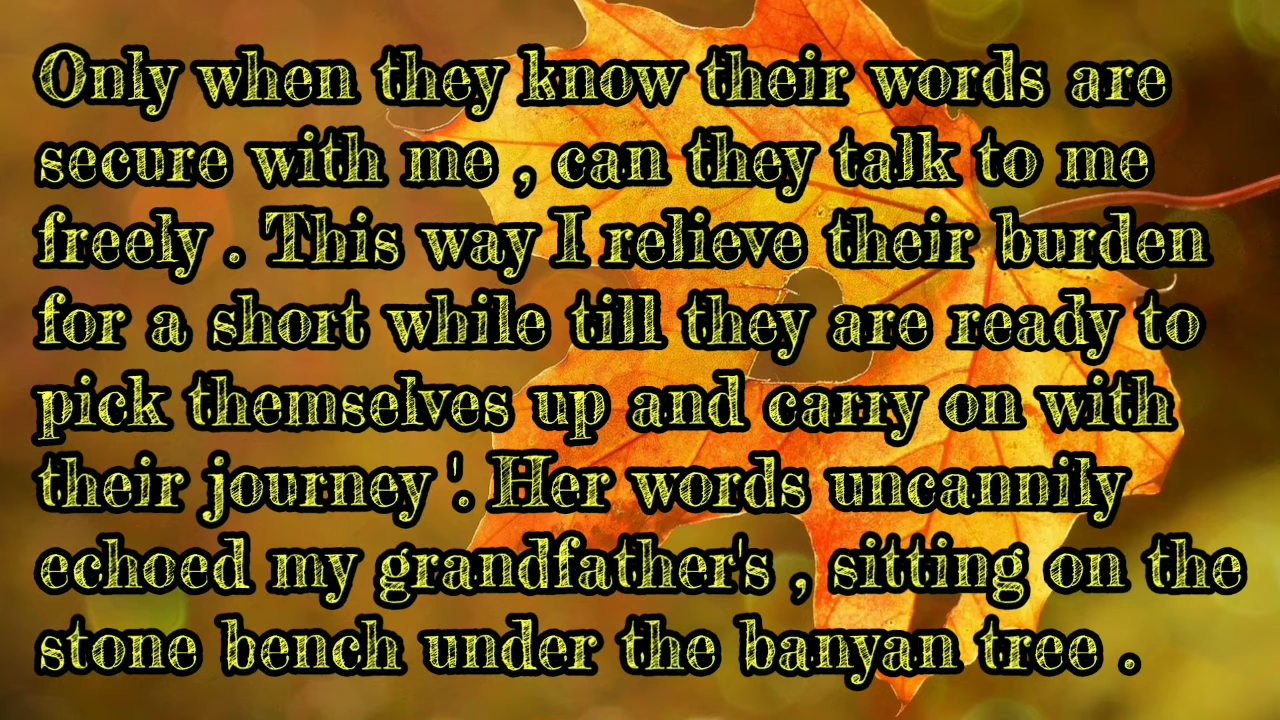 Only when they know their words are
secure with me , can they talk to me
freely . This way I relieve their burden
for a short while till they are ready to
pick themselves up and carry on with
their journey '. Her words uncannily
echoed my grandfather's , sitting on the
stone bench under the banyan tree .